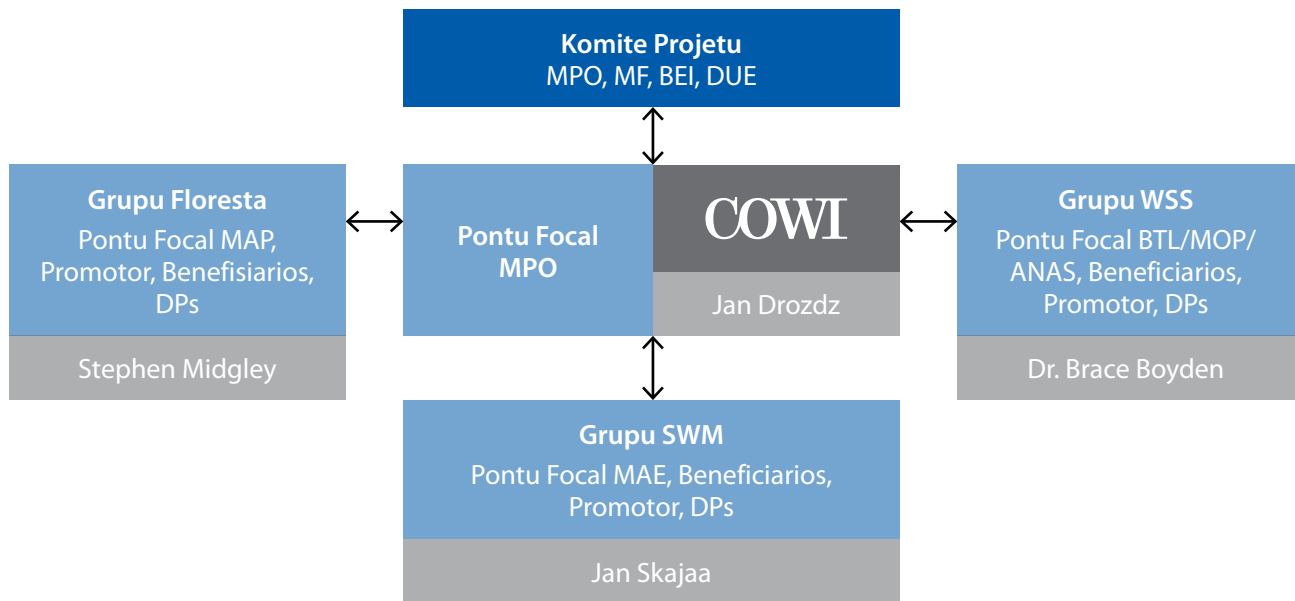 Komite Projetu
MPO, MF, BEI, DUE
Grupu Floresta
Pontu Focal MAP,
Promotor, Benefisiarios,
DPs
Stephen Midgley
Pontu Focal
MPO
COWI
Jan Drozdz
Grupu WSS
Pontu Focal BTL/MOP/
ANAS, Beneficiarios,
Promotor, DPs
Dr. Brace Boyden
Grupu SWM
Pontu Focal MAE, Beneficiarios,
Promotor, DPs
Jan Skajaa